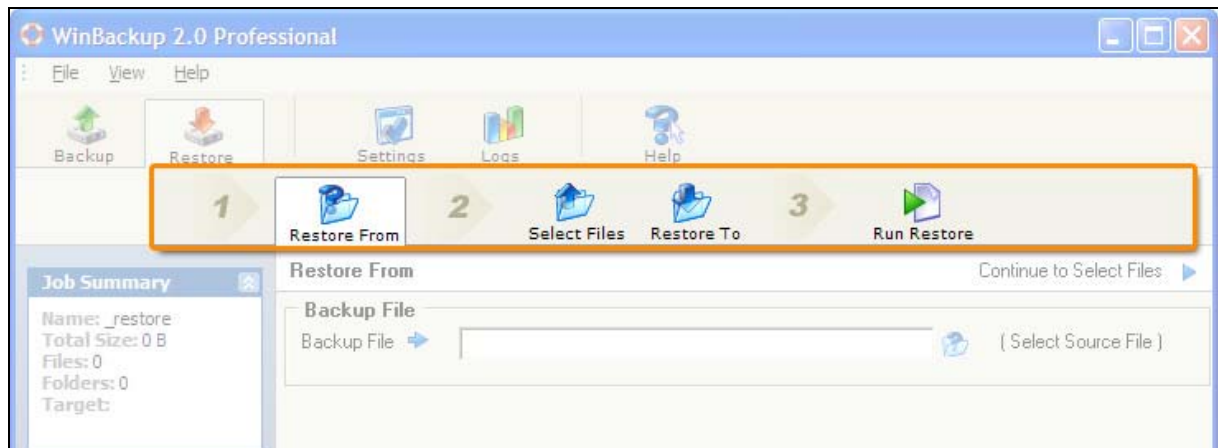 WinBackup 2.0 Professional
File View Help
Backup Restore Settings Logs Help
1 Restore From 2 Select Files Restore To 3 Run Restore
Job Summary
Restore From Continue to Select Files
Name: _restore
Total Size: 0 B
Files: 0
Folders: 0
Target:
Backup File
Backup File ( Select Source File )